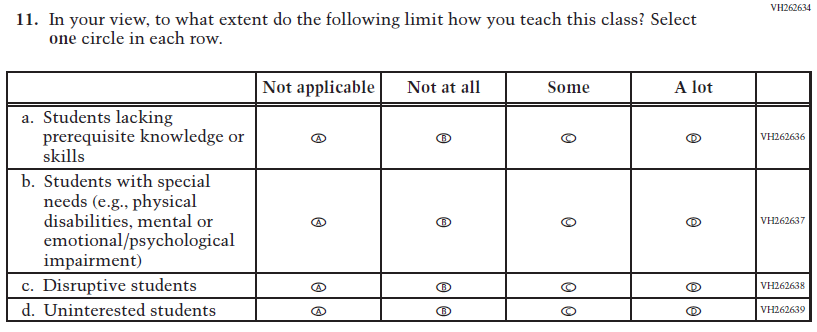 VH262634
11. In your view, to what extent do the following limit how you teach this class? Select
one circle in each row.
Not applicable Not at all Some A lot
a. Students lacking
prerequisite knowledge or
skills
A B C D VH262636
b. Students with special
needs (e.g., physical
disabilities, mental or
emotional/psychological
impairment)
A B C D VH262637
c. Disruptive students A B C D VH262638
d. Uninterested students A B C D VH262639